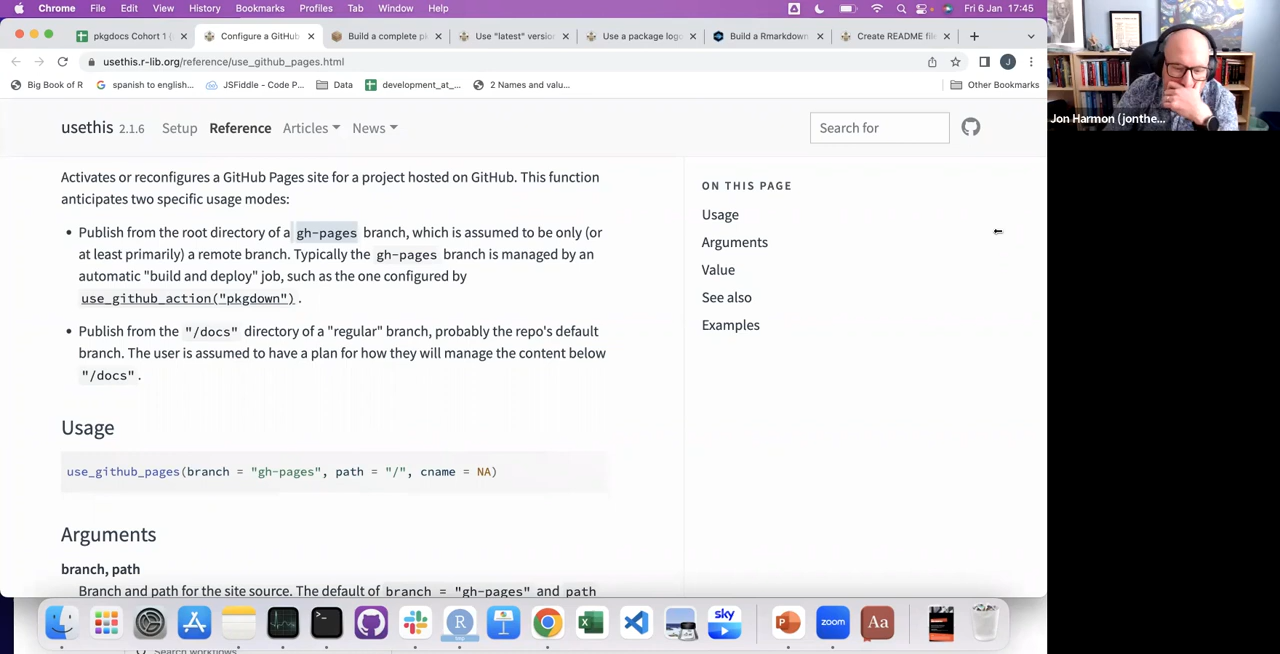 Chrome File Edit View History Bookmarks Profiles Tab Window Help Fri 6 Jan 17:45
pkgdocs Cohort 1 ( Configure a GitHub Build a complete pk Use "latest" versio Use a package logo Build a Rmarkdown Create README file
usethis.r-lib.org/reference/use_github_pages.html
Big Book of R spanish to english... JSFiddle - Code P... Data development_at_... 2 Names and valu... Other Bookmarks
Jon Harmon (jonthe...
usethis 2.1.6 Setup Reference Articles News Search for
Activates or reconfigures a GitHub Pages site for a project hosted on GitHub. This function
anticipates two specific usage modes:
• Publish from the root directory of a gh-pages branch, which is assumed to be only (or
at least primarily) a remote branch. Typically the gh-pages branch is managed by an
automatic "build and deploy" job, such as the one configured by
use_github_action("pkgdown").
• Publish from the "/docs" directory of a "regular" branch, probably the repo's default
branch. The user is assumed to have a plan for how they will manage the content below
"/docs".
Usage
use_github_pages(branch = "gh-pages", path = "/", cname = NA)
Arguments
branch, path
Branch and path for the site source. The default of branch = "gh-pages" and path
ON THIS PAGE
Usage
Arguments
Value
See also
Examples
sky
zoom
Aa
Search workflows